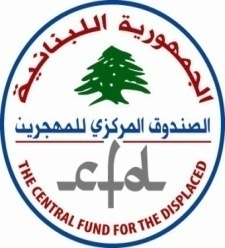 الجمهورية اللبنانية
الصندوق المركزي للمهجرين
cfd
THE CENTRAL FUND FOR THE DISPLACED